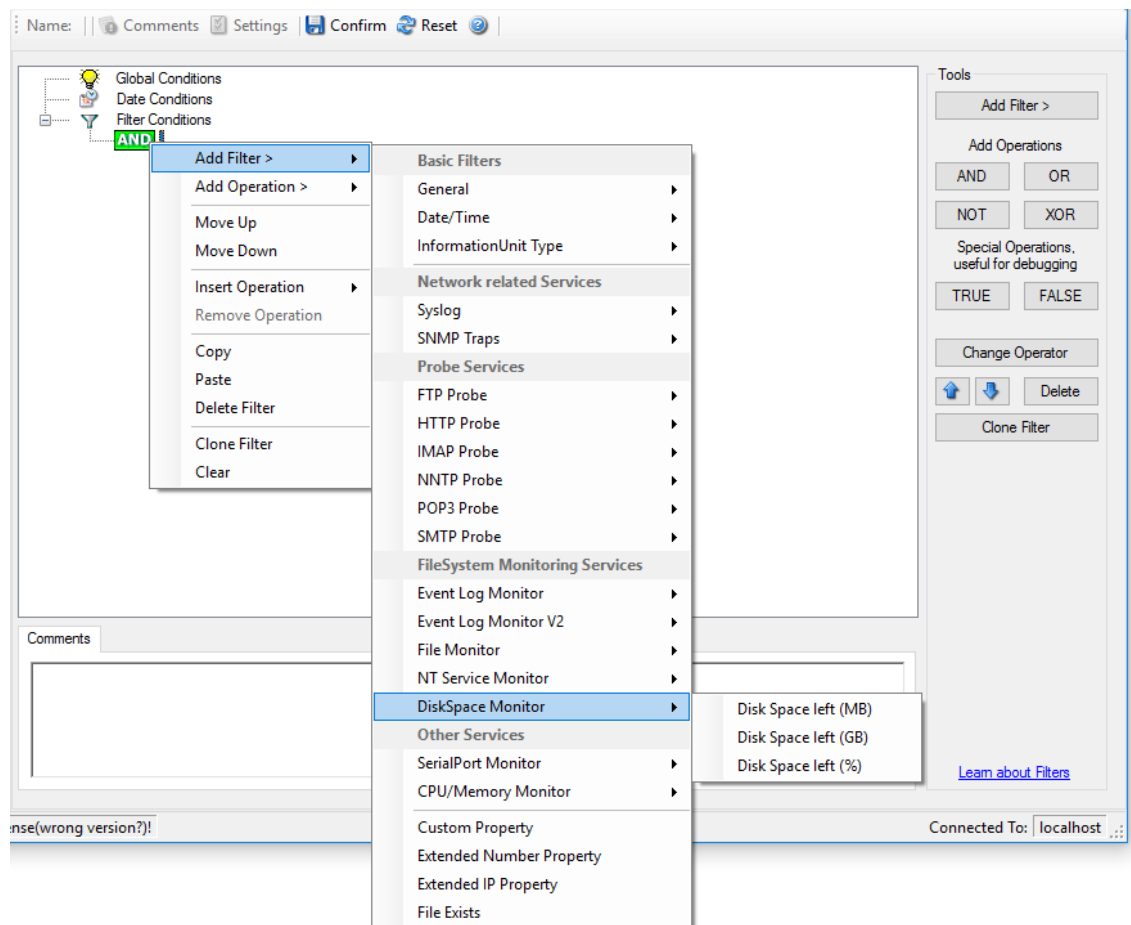 Name: Comments Settings Confirm Reset
Global Conditions
Date Conditions
Filter Conditions
AND
Add Filter >
Add Operation >
Move Up
Move Down
Insert Operation
Remove Operation
Copy
Paste
Delete Filter
Clone Filter
Clear
Basic Filters
General
Date/Time
InformationUnit Type
Network related Services
Syslog
SNMP Traps
Probe Services
FTP Probe
HTTP Probe
IMAP Probe
NNTP Probe
POP3 Probe
SMTP Probe
FileSystem Monitoring Services
Event Log Monitor
Event Log Monitor V2
File Monitor
NT Service Monitor
DiskSpace Monitor
Other Services
SerialPort Monitor
CPU/Memory Monitor
Custom Property
Extended Number Property
Extended IP Property
File Exists
Disk Space left (MB)
Disk Space left (GB)
Disk Space left (%)
Tools
Add Filter >
Add Operations
AND OR
NOT XOR
Special Operations,
useful for debugging
TRUE FALSE
Change Operator
Delete
Clone Filter
Learn about Filters
Comments
ense(wrong version?)!
Connected To: localhost